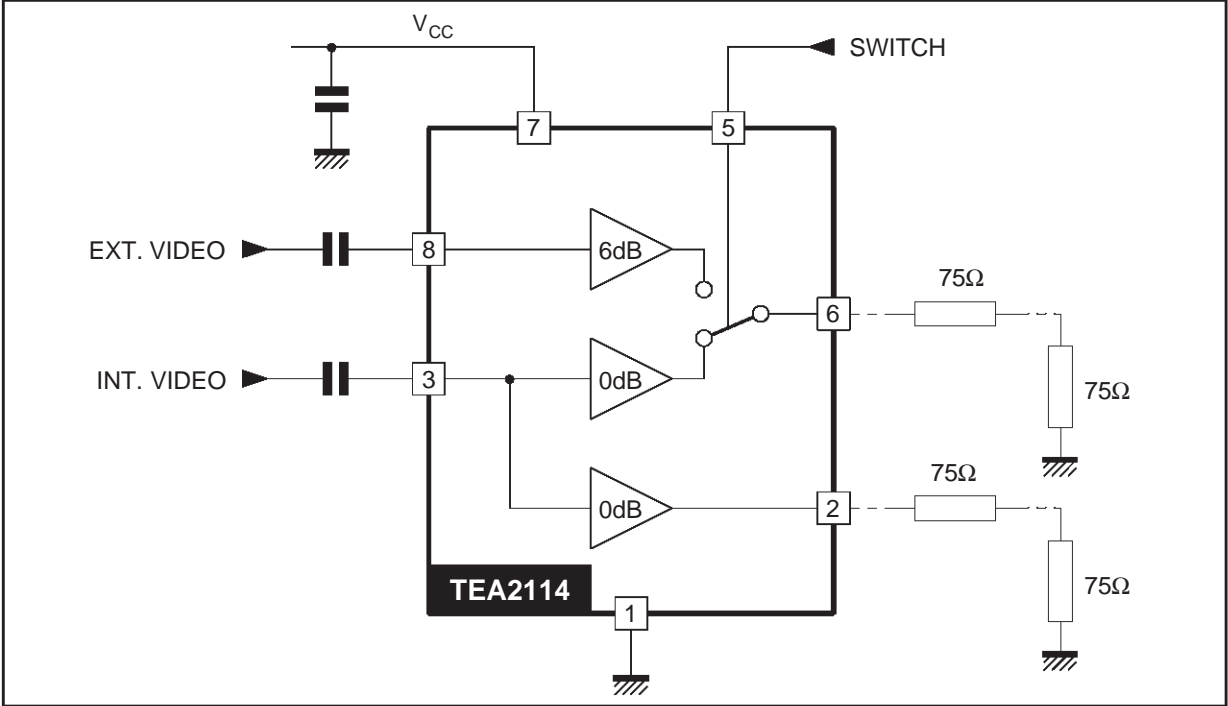 VCC
SWITCH
7
5
EXT. VIDEO
8
6dB
75Ω
6
INT. VIDEO
3
0dB
75Ω
75Ω
0dB
2
75Ω
TEA2114
1